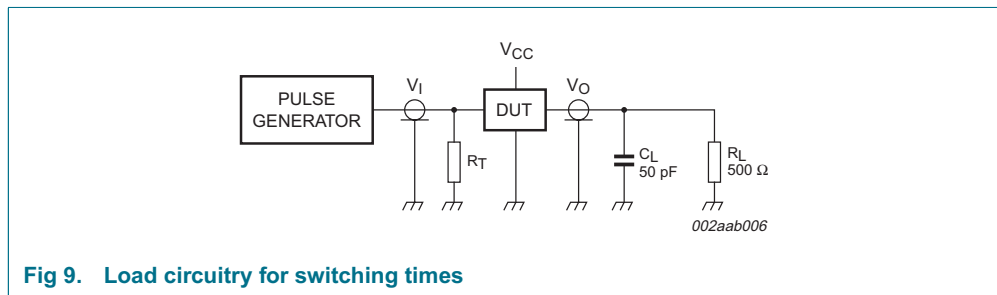 VCC
PULSE
GENERATOR
VI
DUT
VO
RT
CL
50 pF
RL
500 Ω
002aab006
Fig 9. Load circuitry for switching times